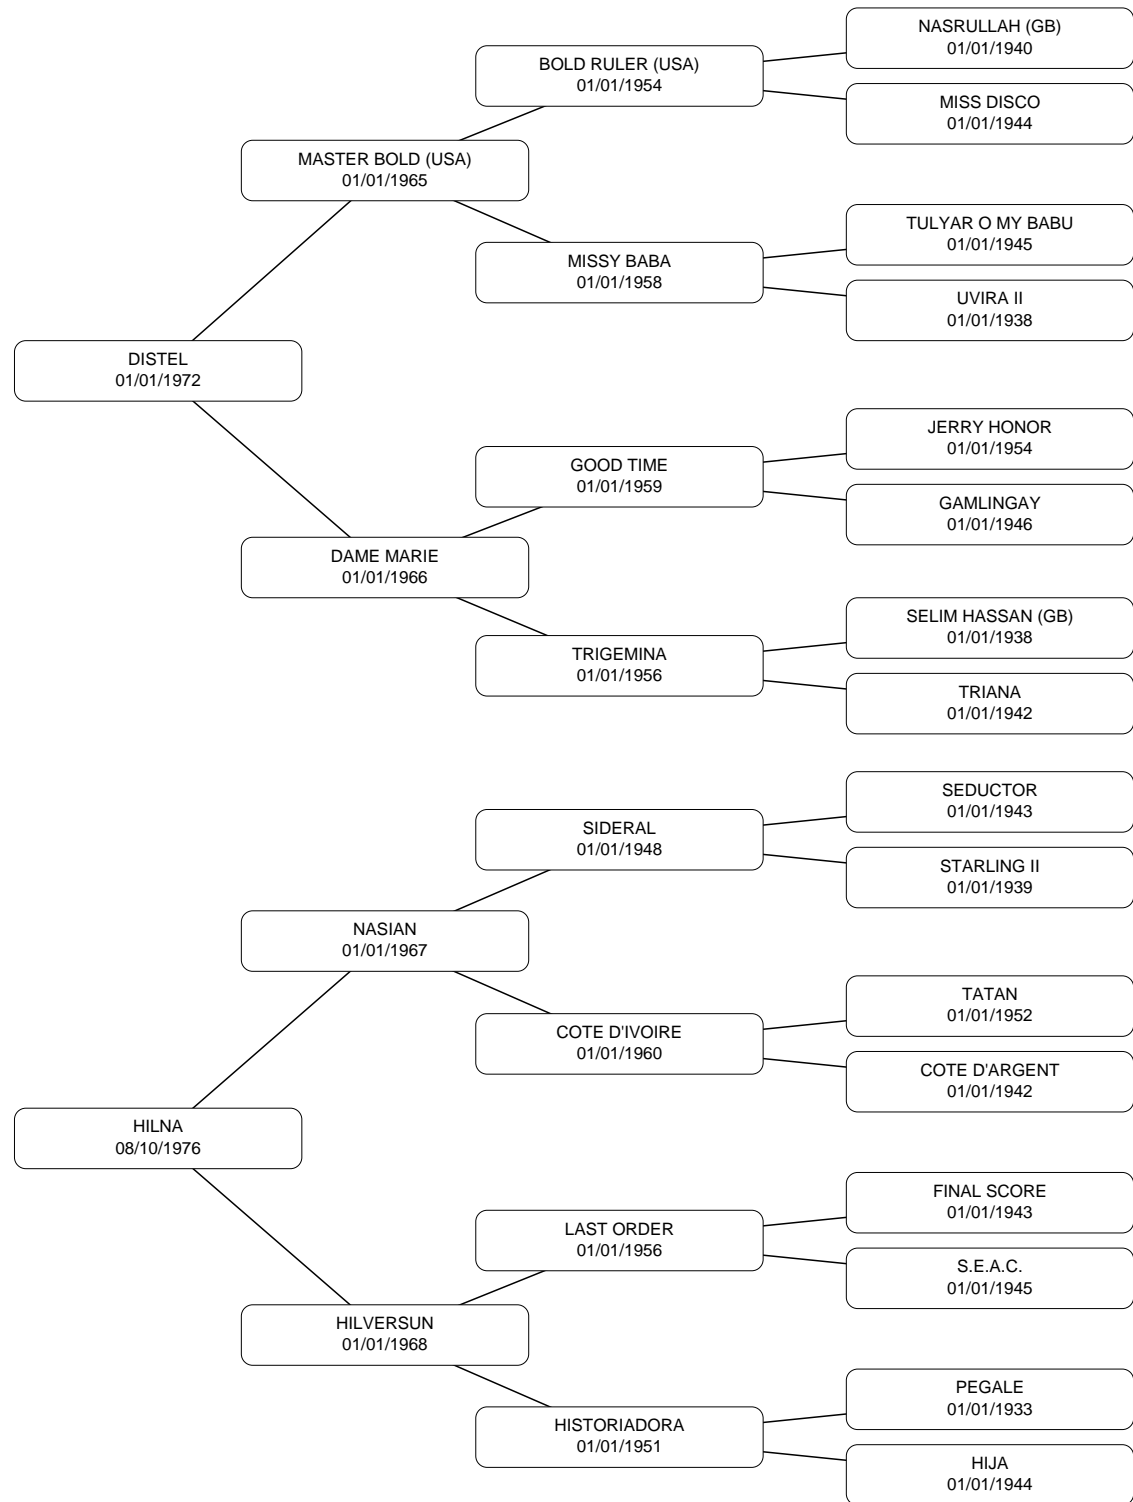 NASRULLAH (GB)
01/01/1940
BOLD RULER (USA)
01/01/1954
MISS DISCO
01/01/1944
MASTER BOLD (USA)
01/01/1965
TULYAR O MY BABU
01/01/1945
MISSY BABA
01/01/1958
UVIRA II
01/01/1938
DISTEL
01/01/1972
JERRY HONOR
01/01/1954
GOOD TIME
01/01/1959
GAMLINGAY
01/01/1946
DAME MARIE
01/01/1966
SELIM HASSAN (GB)
01/01/1938
TRIGEMINA
01/01/1956
TRIANA
01/01/1942
SEDUCTOR
01/01/1943
SIDERAL
01/01/1948
STARLING II
01/01/1939
NASIAN
01/01/1967
TATAN
01/01/1952
COTE D'IVOIRE
01/01/1960
COTE D'ARGENT
01/01/1942
HILNA
08/10/1976
FINAL SCORE
01/01/1943
LAST ORDER
01/01/1956
S.E.A.C.
01/01/1945
HILVERSUN
01/01/1968
PEGALE
01/01/1933
HISTORIADORA
01/01/1951
HIJA
01/01/1944